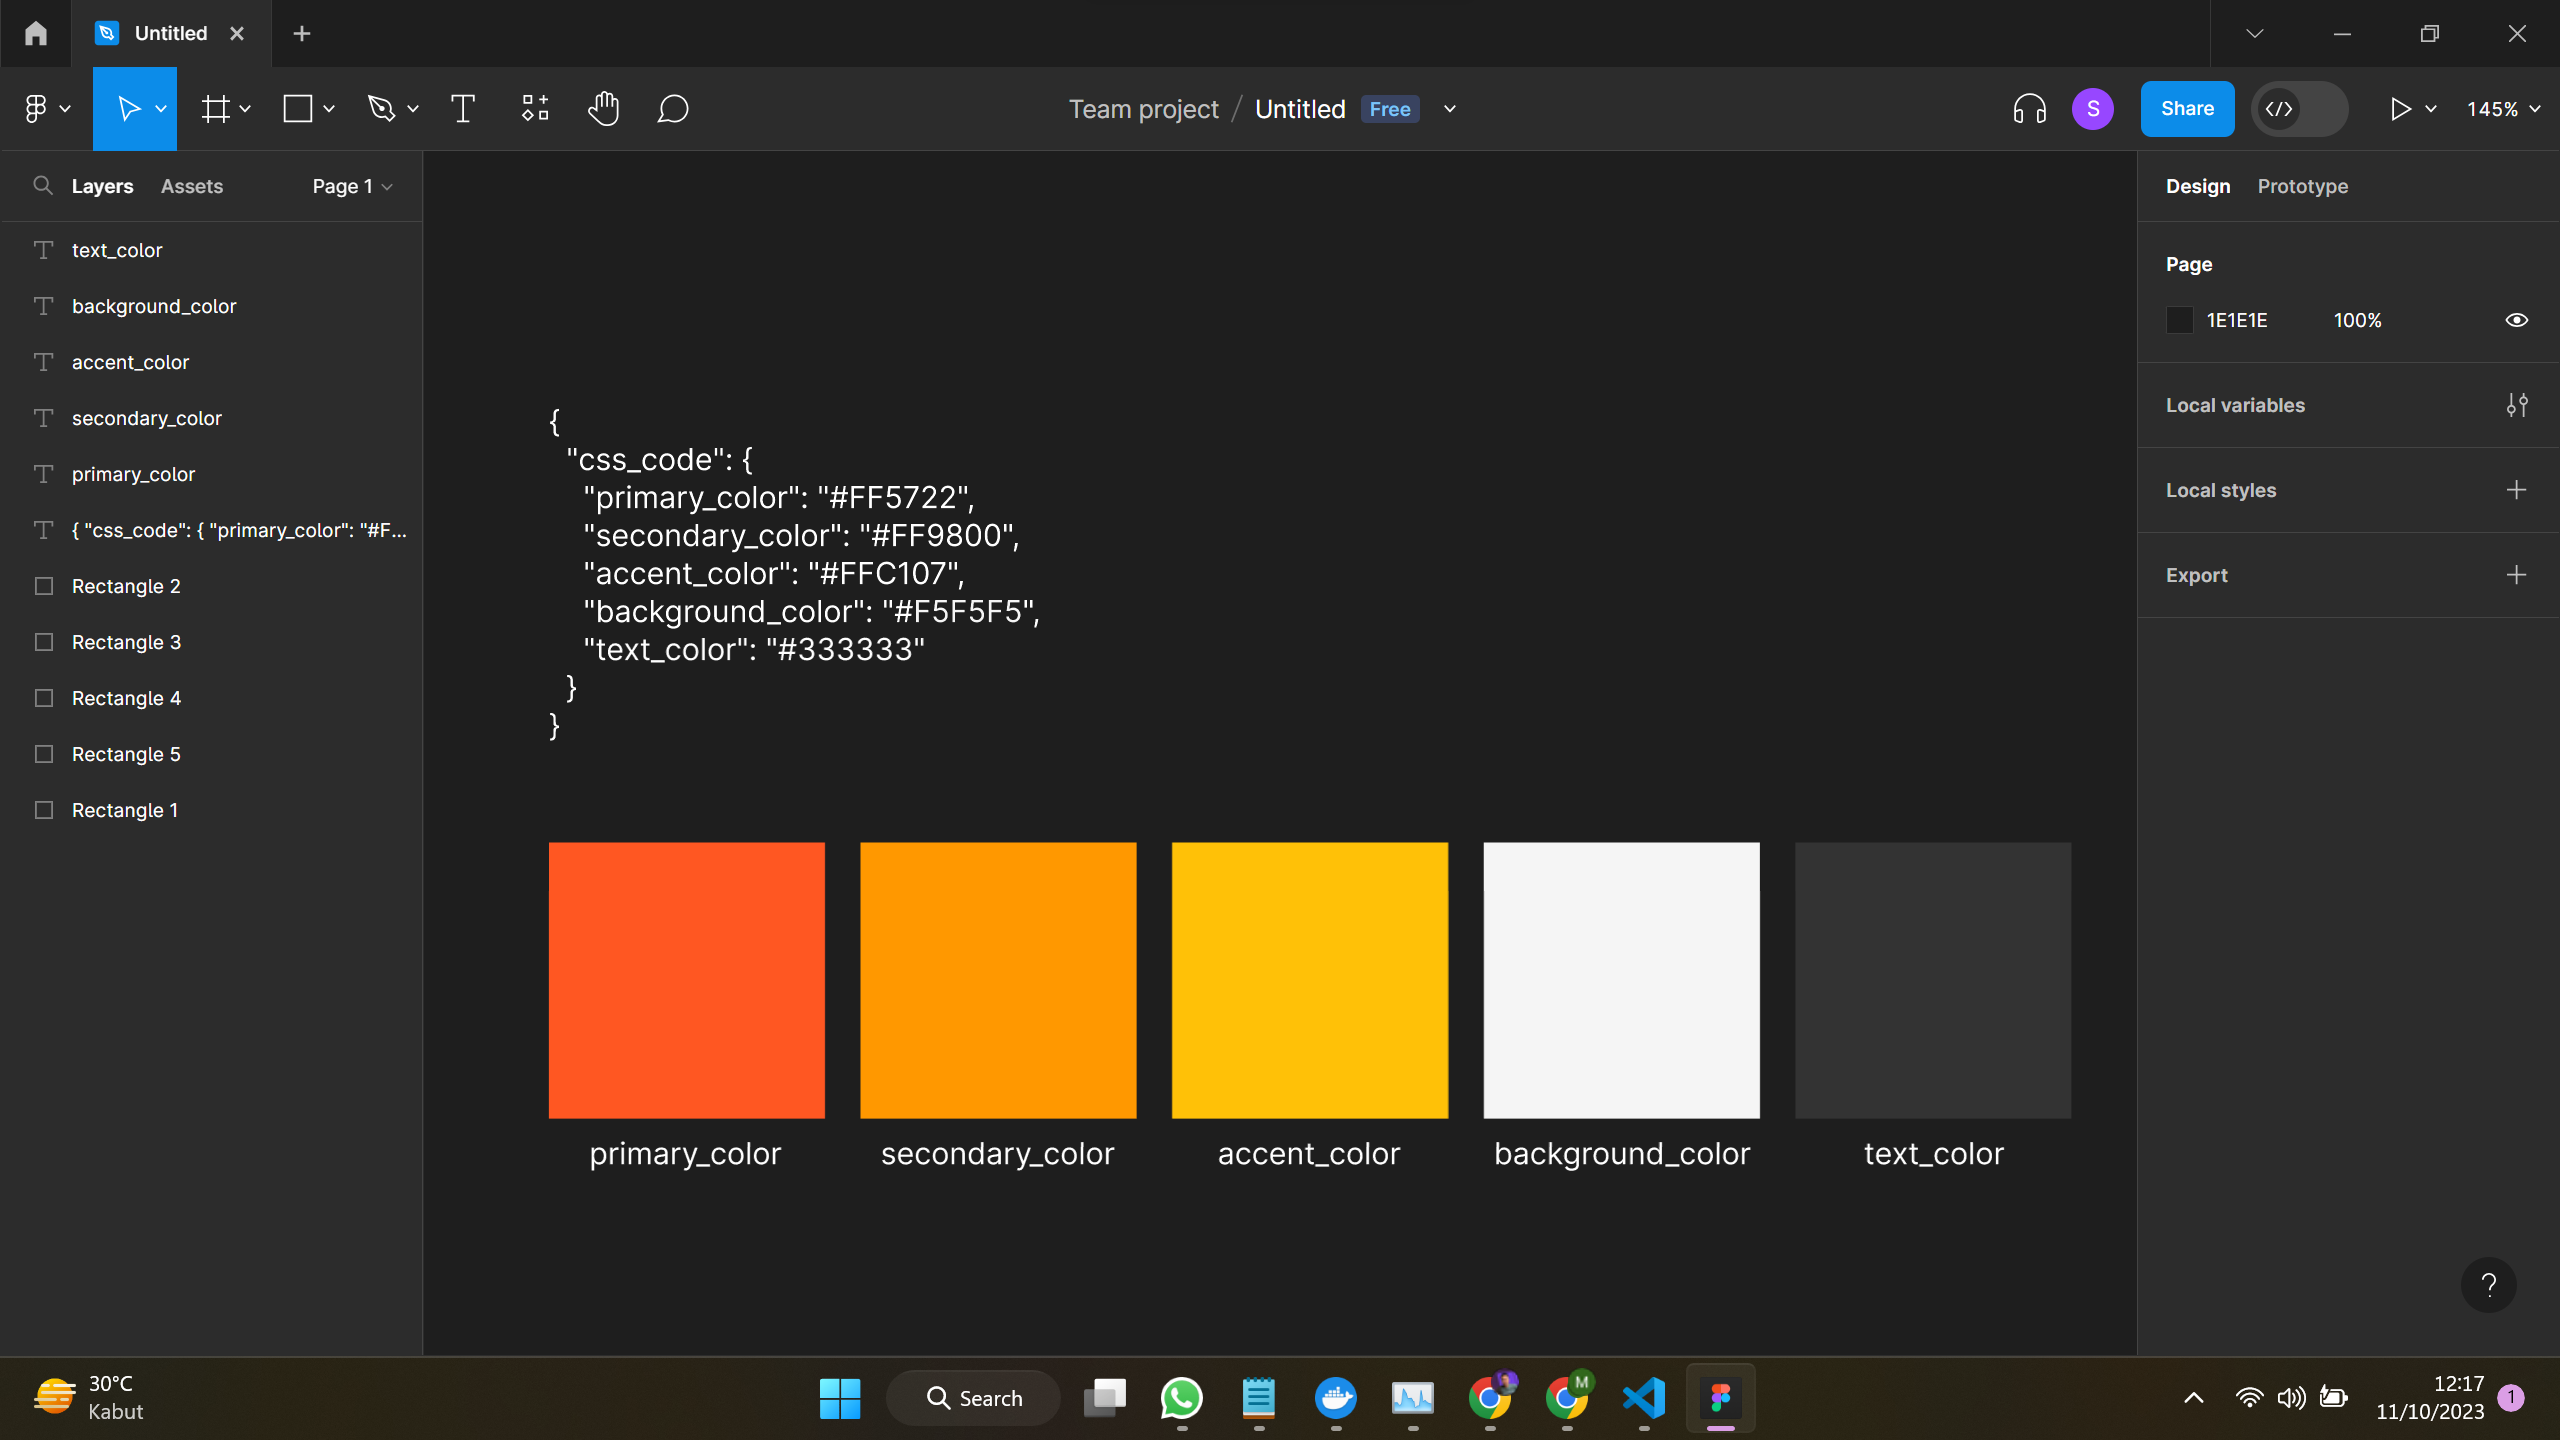 Untitled
Team project / Untitled Free
S
Share
145%
Layers Assets Page 1
text_color
background_color
accent_color
secondary_color
primary_color
{ "css_code": { "primary_color": "#F...
Rectangle 2
Rectangle 3
Rectangle 4
Rectangle 5
Rectangle 1
{
"css_code": {
"primary_color": "#FF5722",
"secondary_color": "#FF9800",
"accent_color": "#FFC107",
"background_color": "#F5F5F5",
"text_color": "#333333"
}
}
primary_color
secondary_color
accent_color
background_color
text_color
Design Prototype
Page
1E1E1E 100%
Local variables
Local styles
Export
?
30°C
Kabut
Search
M
12:17
11/10/2023
1